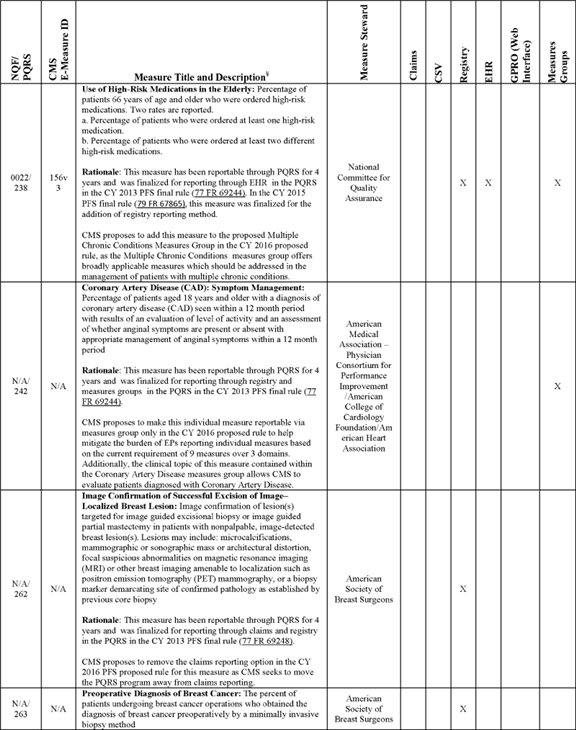 NQF/
PQRS
CMS
E-Measure ID
Measure Title and Description¥
Measure Steward
Claims
CSV
Registry
EHR
GPRO (Web
Interface)
Measures
Groups
0022/
238
156v
3
Use of High-Risk Medications in the Elderly: Percentage of
patients 66 years of age and older who were ordered high-risk
medications. Two rates are reported.
a. Percentage of patients who were ordered at least one high-risk
medication.
b. Percentage of patients who were ordered at least two different
high-risk medications.
Rationale: This measure has been reportable through PQRS for 4
years and was finalized for reporting through EHR in the PQRS
in the CY 2013 PFS final rule (77 FR 69244). In the CY 2015
PFS final rule (79 FR 67865), this measure was finalized for the
addition of registry reporting method.
CMS proposes to add this measure to the proposed Multiple
Chronic Conditions Measures Group in the CY 2016 proposed
rule, as the Multiple Chronic Conditions measures group offers
broadly applicable measures which should be addressed in the
management of patients with multiple chronic conditions.
National
Committee for
Quality
Assurance
X
X
X
N/A/
242
N/A
Coronary Artery Disease (CAD): Symptom Management:
Percentage of patients aged 18 years and older with a diagnosis of
coronary artery disease (CAD) seen within a 12 month period
with results of an evaluation of level of activity and an assessment
of whether anginal symptoms are present or absent with
appropriate management of anginal symptoms within a 12 month
period
Rationale: This measure has been reportable through PQRS for 4
years and was finalized for reporting through registry and
measures groups in the PQRS in the CY 2013 PFS final rule (77
FR 69244).
CMS proposes to make this individual measure reportable via
measures group only in the CY 2016 proposed rule to help
mitigate the burden of EPs reporting individual measures based
on the current requirement of 9 measures over 3 domains.
Additionally, the clinical topic of this measure contained within
the Coronary Artery Disease measures group allows CMS to
evaluate patients diagnosed with Coronary Artery Disease.
American
Medical
Association –
Physician
Consortium for
Performance
Improvement
/American
College of
Cardiology
Foundation/Am
erican Heart
Association
X
N/A/
262
N/A
Image Confirmation of Successful Excision of Image–
Localized Breast Lesion: Image confirmation of lesion(s)
targeted for image guided excisional biopsy or image guided
partial mastectomy in patients with nonpalpable, image-detected
breast lesion(s). Lesions may include: microcalcifications,
mammographic or sonographic mass or architectural distortion,
focal suspicious abnormalities on magnetic resonance imaging
(MRI) or other breast imaging amenable to localization such as
positron emission tomography (PET) mammography, or a biopsy
marker demarcating site of confirmed pathology as established by
previous core biopsy
Rationale: This measure has been reportable through PQRS for 4
years and was finalized for reporting through claims and registry
in the PQRS in the CY 2013 PFS final rule (77 FR 69248).
CMS proposes to remove the claims reporting option in the CY
2016 PFS proposed rule for this measure as CMS seeks to move
the PQRS program away from claims reporting.
American
Society of
Breast Surgeons
X
N/A/
263
N/A
Preoperative Diagnosis of Breast Cancer: The percent of
patients undergoing breast cancer operations who obtained the
diagnosis of breast cancer preoperatively by a minimally invasive
biopsy method
American
Society of
Breast Surgeons
X